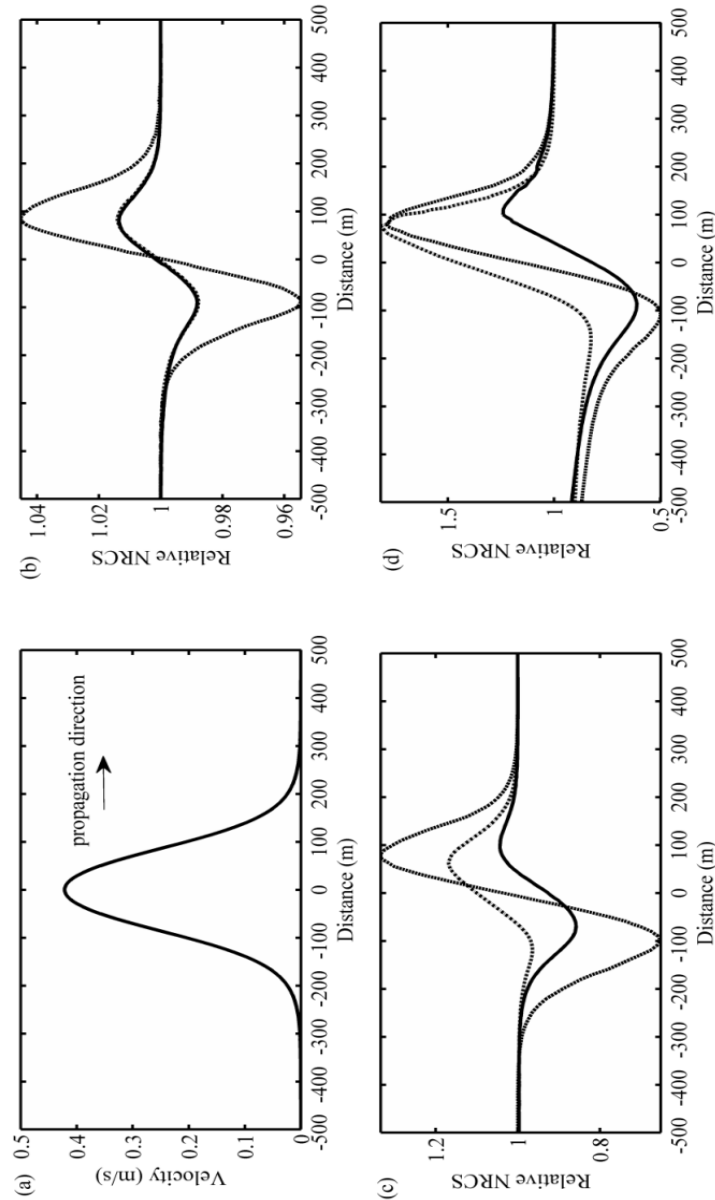 (a)
0.5
0.4
0.3
0.2
0.1
0
Velocity (m/s)
propagation direction
-500 -400 -300 -200 -100 0 100 200 300 400 500
Distance (m)
(b)
1.04
1.02
1
0.98
0.96
Relative NRCS
-500 -400 -300 -200 -100 0 100 200 300 400 500
Distance (m)
(c)
1.2
1
0.8
Relative NRCS
-500 -400 -300 -200 -100 0 100 200 300 400 500
Distance (m)
(d)
1.5
1
0.5
Relative NRCS
-500 -400 -300 -200 -100 0 100 200 300 400 500
Distance (m)